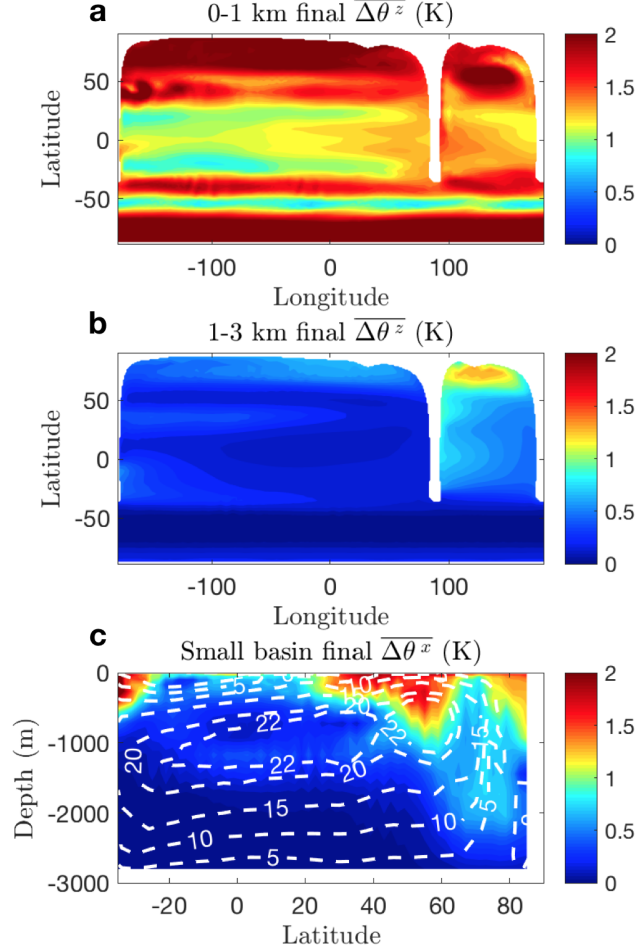 a
0-1 km final Δθ z (K)
50
0
-50
Latitude
-100 0 100
Longitude
2
1.5
1
0.5
0
b
1-3 km final Δθ z (K)
50
0
-50
Latitude
-100 0 100
Longitude
2
1.5
1
0.5
0
c
Small basin final Δθ x (K)
0
-1000
-2000
-3000
Depth (m)
5 10
20
22 22
20 15
22 20
15 5
10
5
-20 0 20 40 60 80
Latitude
2
1.5
1
0.5
0